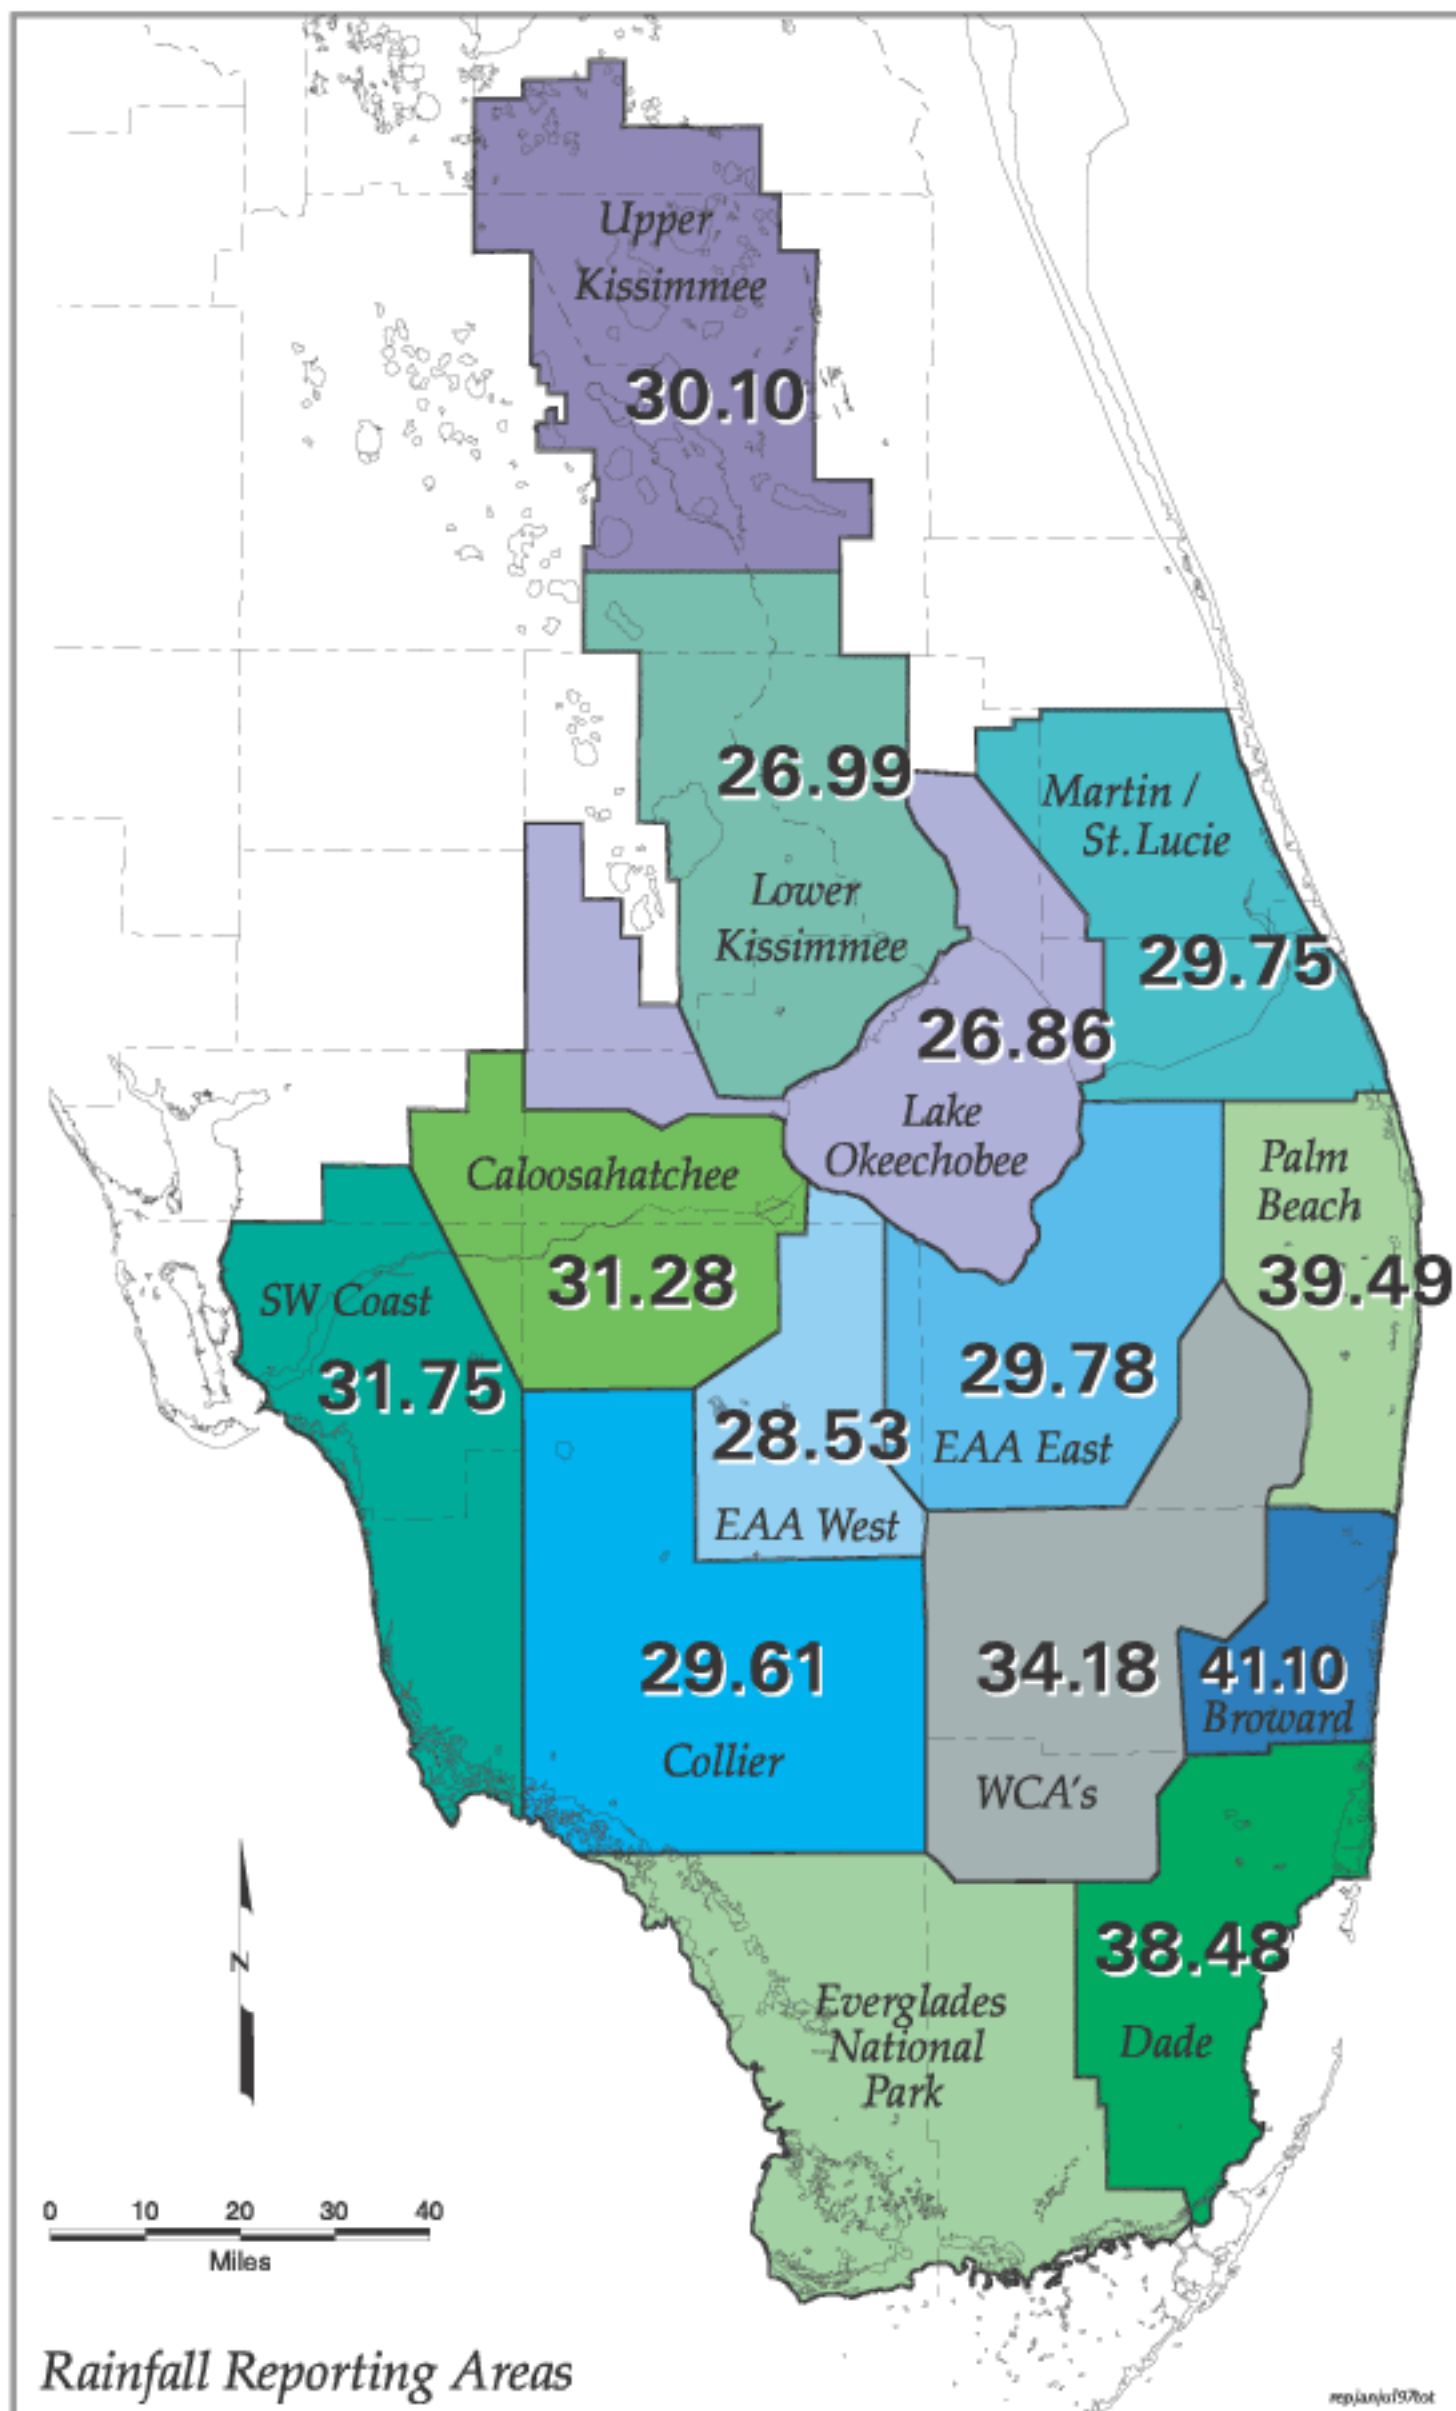 Upper
Kissimmee
30.10
26.99
Martin /
St. Lucie
Lower
Kissimmee
29.75
26.86
Lake
Okeechobee
Palm
Beach
39.49
Caloosahatchee
31.28
SW Coast
31.75
29.78
EAA East
28.53
EAA West
29.61
Collier
34.18
WCA's
41.10
Broward
38.48
Dade
Everglades
National
Park
N
0 10 20 30 40
Miles
Rainfall Reporting Areas